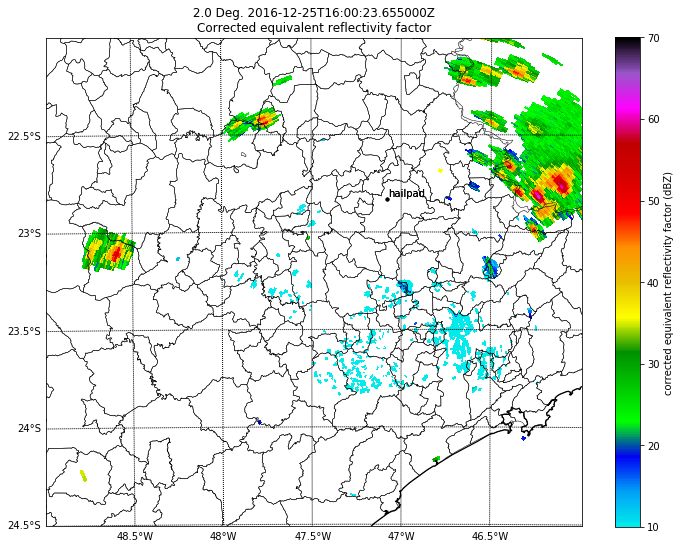 2.0 Deg. 2016-12-25T16:00:23.655000Z
Corrected equivalent reflectivity factor
70
60
50
40
30
20
10
corrected equivalent reflectivity factor (dBZ)
22.5°S
23°S
23.5°S
24°S
24.5°S
hailpad
48.5°W
48°W
47.5°W
47°W
46.5°W